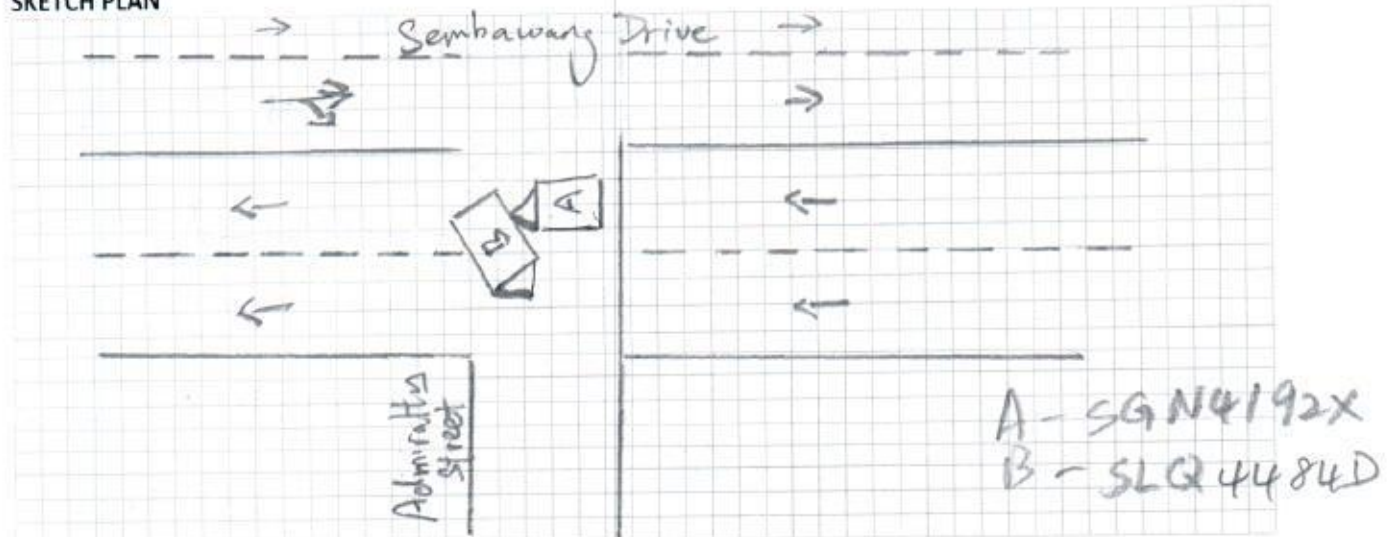 SKETCH PLAN
Sembawang Drive
A
B
Admiralty
Street
A - SGN4192X
B - SLQ4484D